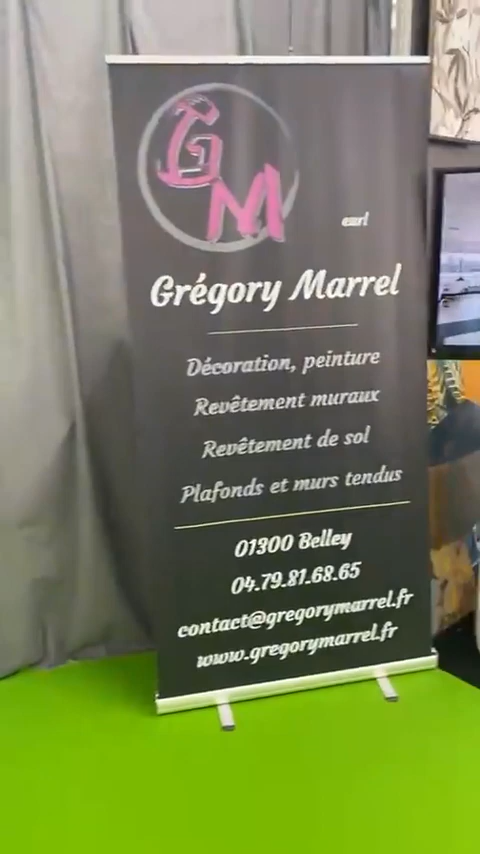 GM
eurl
Grégory Marrel
Décoration, peinture
Revêtement muraux
Revêtement de sol
Plafonds et murs tendus
01300 Belley
04.79.81.68.65
contact@gregorymarrel.fr
www.gregorymarrel.fr